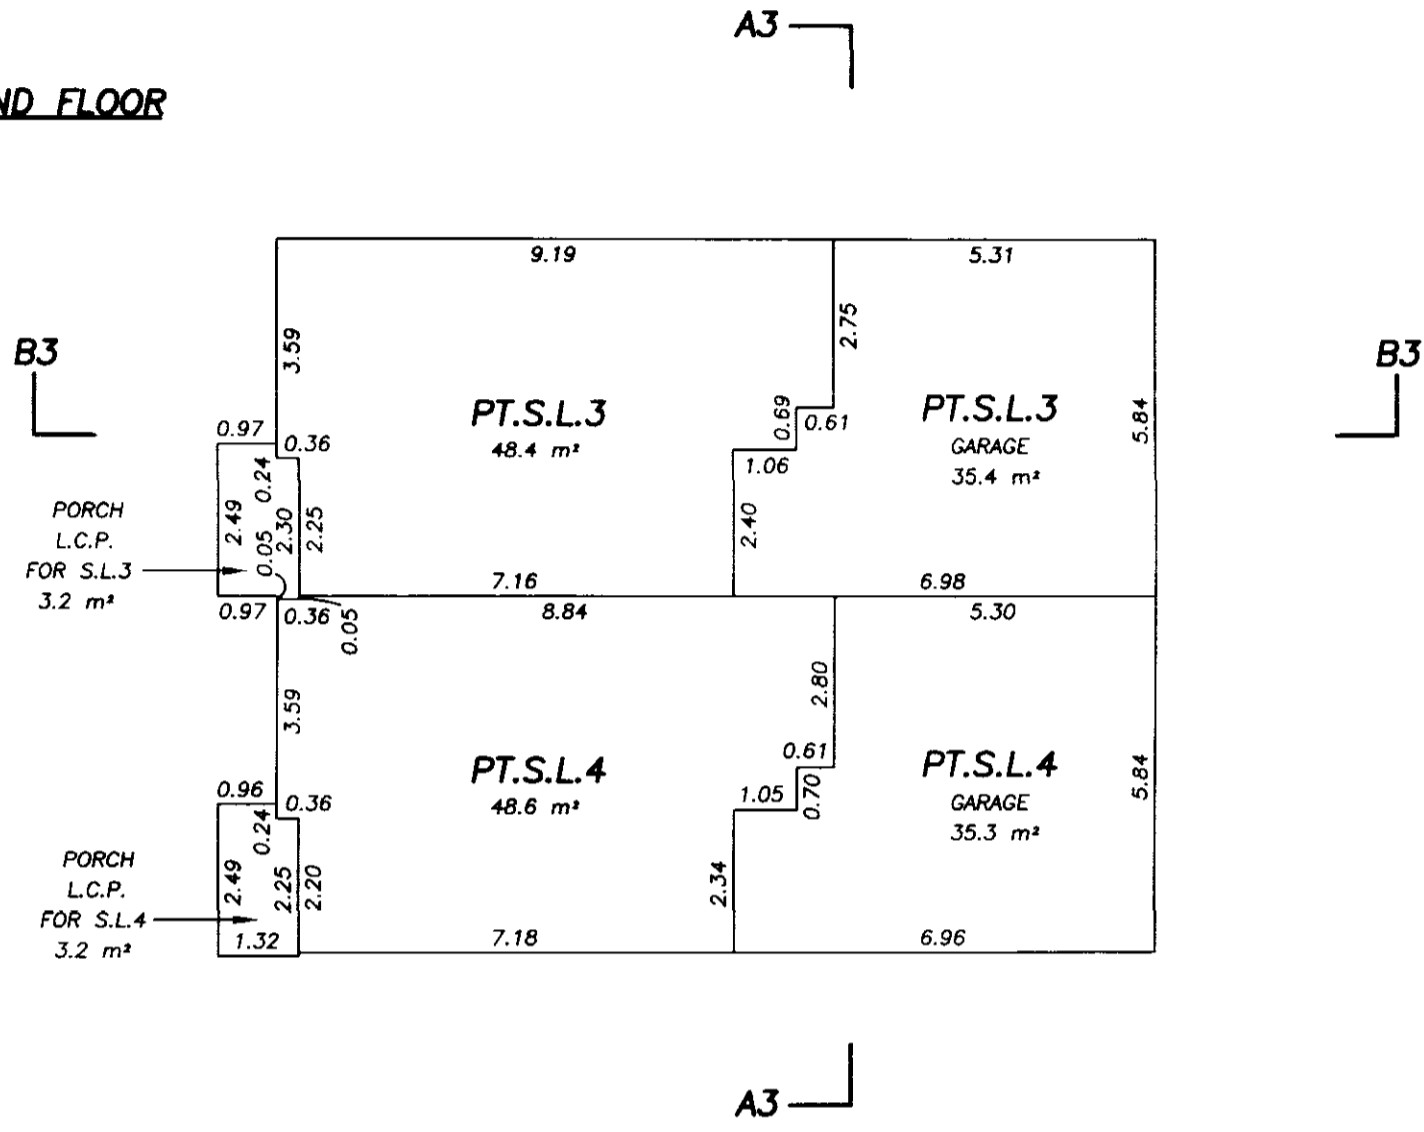 A3
ND FLOOR
9.19
5.31
3.59
2.75
B3
B3
PT.S.L.3
48.4 m²
0.69
0.61
PT.S.L.3
GARAGE
35.4 m²
5.84
0.97
0.36
0.24
1.06
2.49
2.30
2.25
0.05
2.40
PORCH
L.C.P.
FOR S.L.3
3.2 m²
7.16
6.98
0.97
0.36
0.05
8.84
5.30
3.59
2.80
PT.S.L.4
48.6 m²
0.61
1.05
0.70
PT.S.L.4
GARAGE
35.3 m²
5.84
0.96
0.36
0.24
2.49
2.25
2.20
2.34
PORCH
L.C.P.
FOR S.L.4
3.2 m²
1.32
7.18
6.96
A3